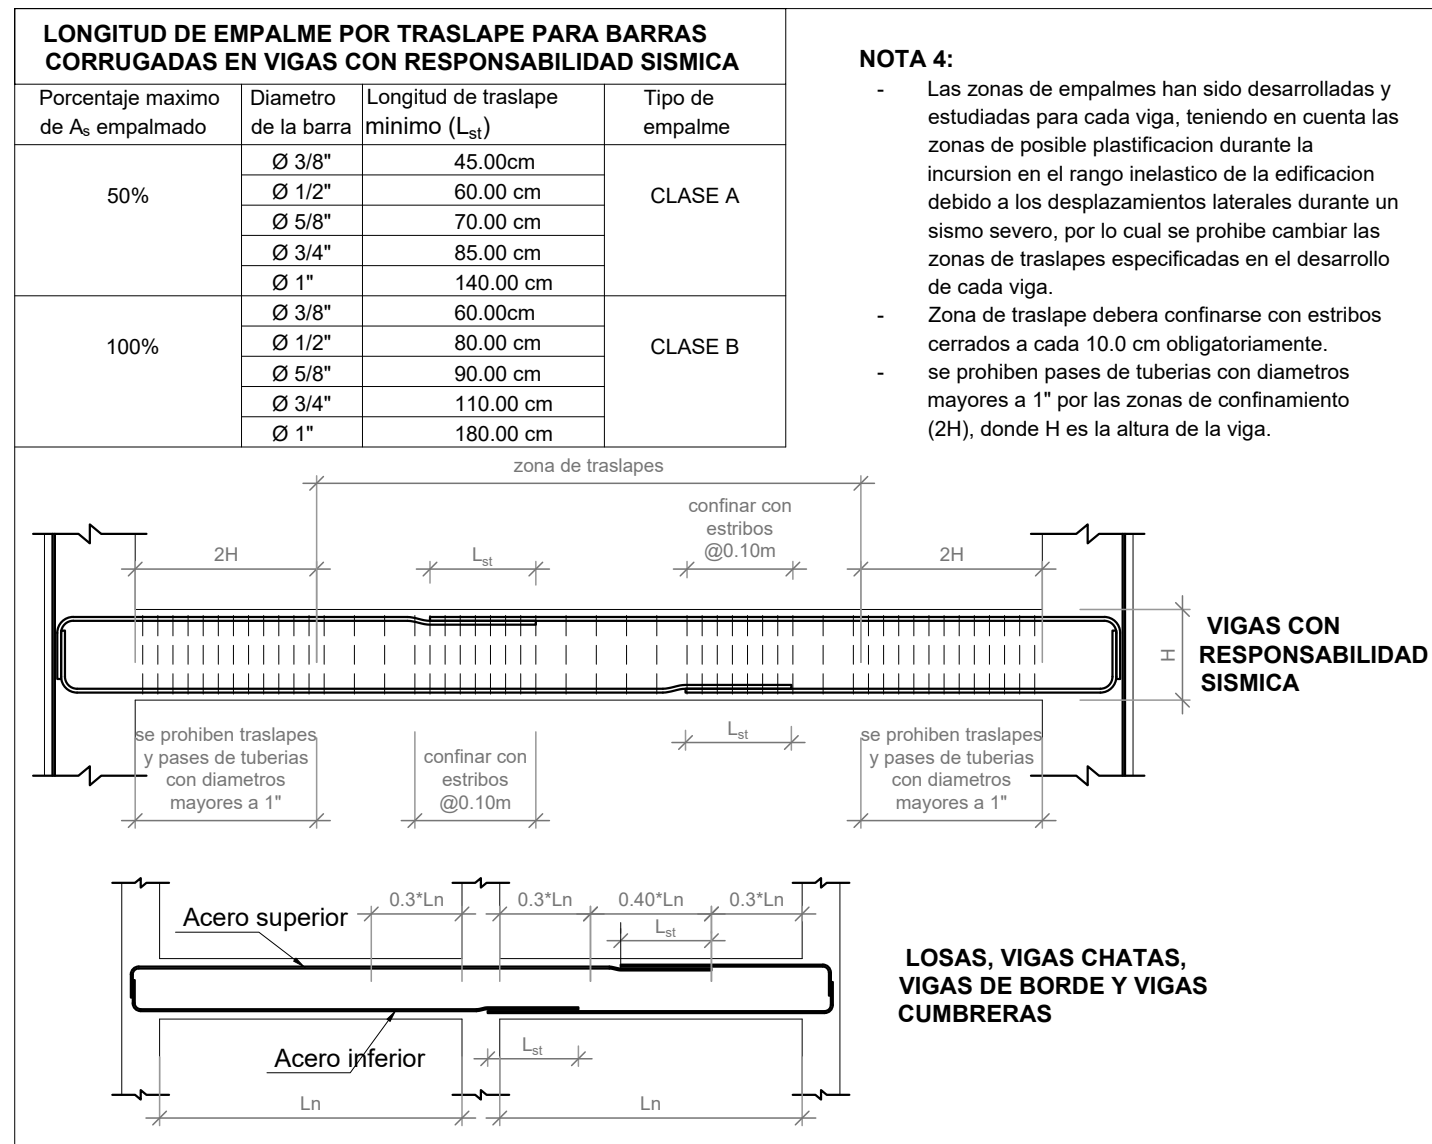 LONGITUD DE EMPALME POR TRASLAPE PARA BARRAS
CORRUGADAS EN VIGAS CON RESPONSABILIDAD SISMICA
Porcentaje maximo
de As empalmado
Diametro
de la barra
Longitud de traslape
minimo (Lst)
Tipo de
empalme
50%
Ø 3/8" 45.00cm
Ø 1/2" 60.00 cm
Ø 5/8" 70.00 cm
Ø 3/4" 85.00 cm
Ø 1" 140.00 cm
CLASE A
100%
Ø 3/8" 60.00cm
Ø 1/2" 80.00 cm
Ø 5/8" 90.00 cm
Ø 3/4" 110.00 cm
Ø 1" 180.00 cm
CLASE B
NOTA 4:
- Las zonas de empalmes han sido desarrolladas y
estudiadas para cada viga, teniendo en cuenta las
zonas de posible plastificacion durante la
incursion en el rango inelastico de la edificacion
debido a los desplazamientos laterales durante un
sismo severo, por lo cual se prohibe cambiar las
zonas de traslapes especificadas en el desarrollo
de cada viga.
- Zona de traslape debera confinarse con estribos
cerrados a cada 10.0 cm obligatoriamente.
- se prohiben pases de tuberias con diametros
mayores a 1" por las zonas de confinamiento
(2H), donde H es la altura de la viga.
zona de traslapes
2H
Lst
confinar con
estribos
@0.10m
2H
H
VIGAS CON
RESPONSABILIDAD
SISMICA
se prohiben traslapes
y pases de tuberias
con diametros
mayores a 1"
confinar con
estribos
@0.10m
Lst
se prohiben traslapes
y pases de tuberias
con diametros
mayores a 1"
Acero superior
0.3*Ln
0.3*Ln
0.40*Ln
0.3*Ln
Lst
LOSAS, VIGAS CHATAS,
VIGAS DE BORDE Y VIGAS
CUMBRERAS
Acero inferior
Lst
Ln
Ln